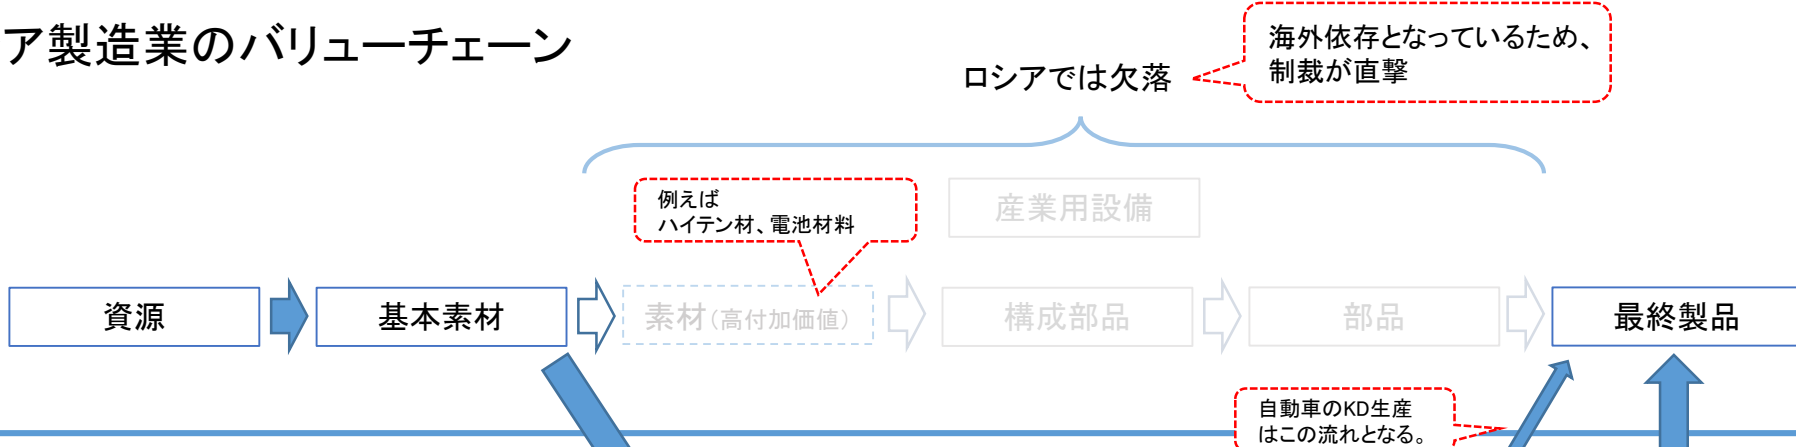 ア製造業のバリューチェーン
海外依存となっているため、
制裁が直撃
ロシアでは欠落
例えば
ハイテン材、電池材料
産業用設備
資源
基本素材
素材(高付加価値)
構成部品
部品
最終製品
自動車のKD生産
はこの流れとなる。